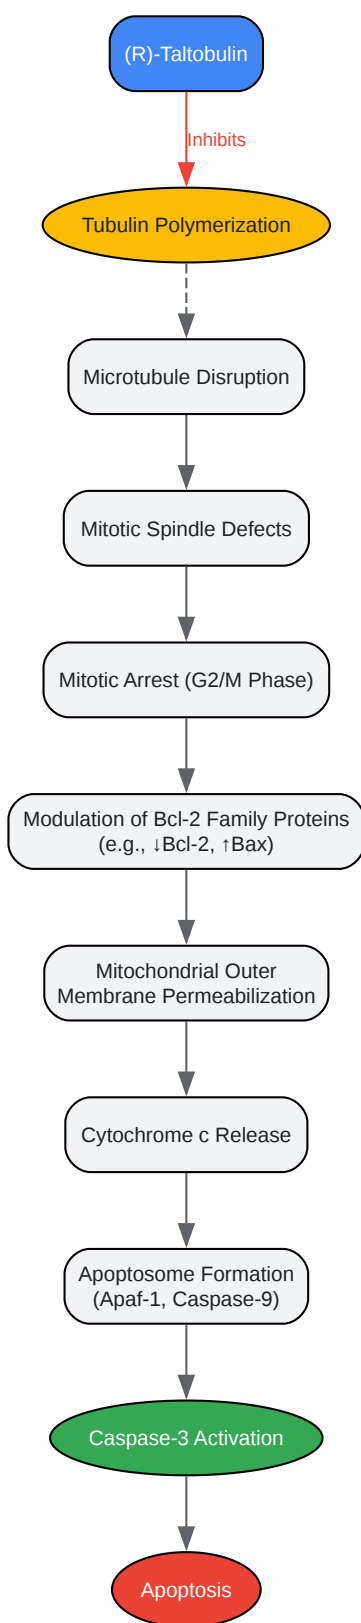 (R)-Taltobulin
Inhibits
Tubulin Polymerization
Microtubule Disruption
Mitotic Spindle Defects
Mitotic Arrest (G2/M Phase)
Modulation of Bcl-2 Family Proteins
(e.g., ↓Bcl-2, ↑Bax)
Mitochondrial Outer
Membrane Permeabilization
Cytochrome c Release
Apoptosome Formation
(Apaf-1, Caspase-9)
Caspase-3 Activation
Apoptosis